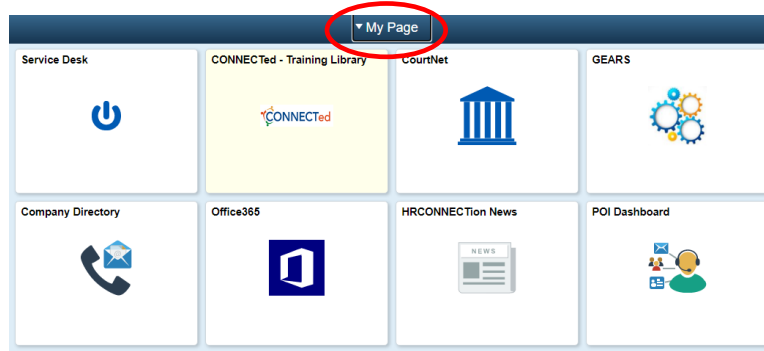 My Page
Service Desk
CONNECTed - Training Library
CourtNet
GEARS
CONNECTed
Company Directory
Office365
HRCONNECTion News
POI Dashboard
NEWS